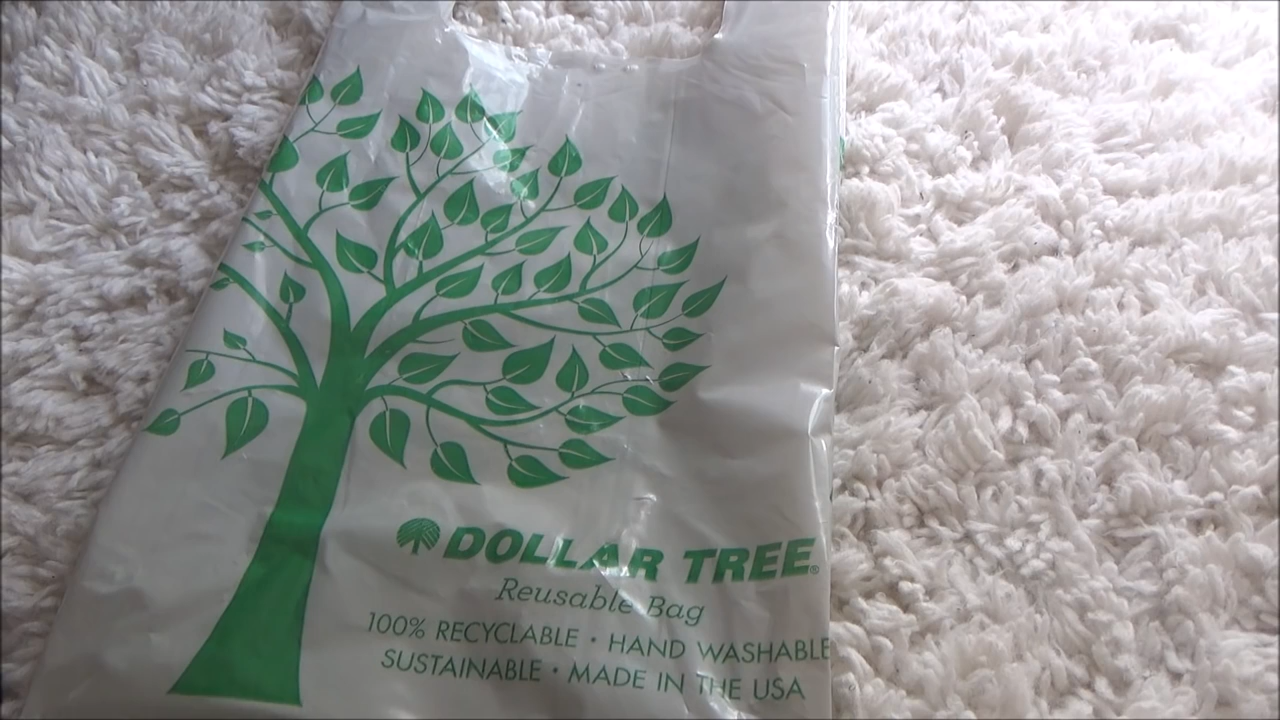 DOLLAR TREE®
Reusable Bag
100% RECYCLABLE • HAND WASHABLE
SUSTAINABLE • MADE IN THE USA